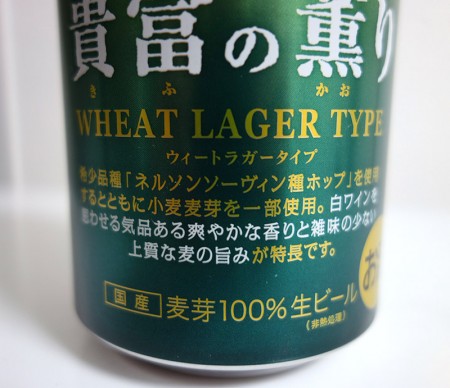 貴富の薫り
きふ かお
WHEAT LAGER TYPE
ウィートラガータイプ
希少品種「ネルソンソーヴィン種ホップ」を使用
するとともに小麦麦芽を一部使用。白ワインを
思わせる気品ある爽やかな香りと雑味の少ない
上質な麦の旨みが特長です。
国産 麦芽100%生ビール
(非熱処理)
お